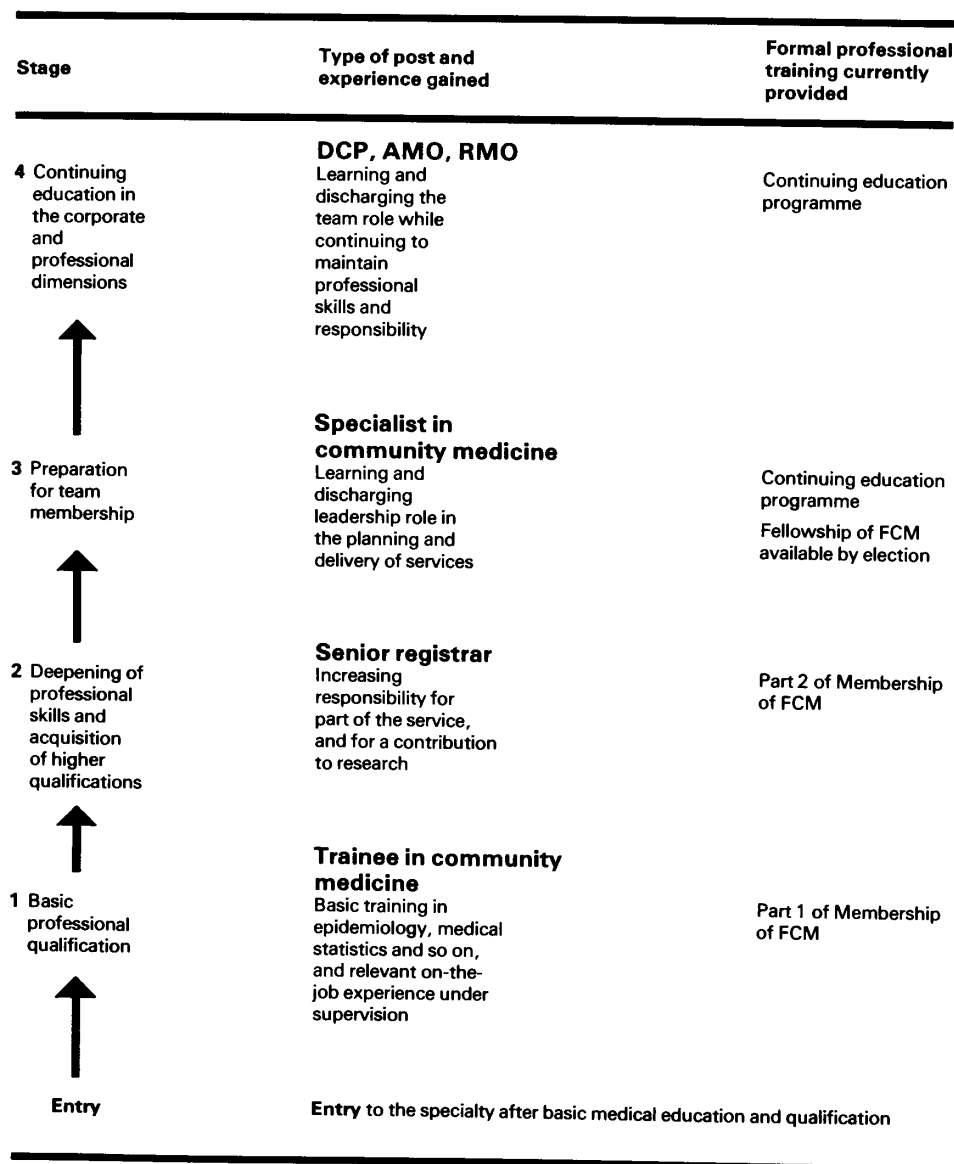 Stage
Type of post and
experience gained
Formal professional
training currently
provided
4 Continuing
education in
the corporate
and
professional
dimensions
DCP, AMO, RMO
Learning and
discharging the
team role while
continuing to
maintain
professional
skills and
responsibility
Continuing education
programme
3 Preparation
for team
membership
Specialist in
community medicine
Learning and
discharging
leadership role in
the planning and
delivery of services
Continuing education
programme
Fellowship of FCM
available by election
2 Deepening of
professional
skills and
acquisition
of higher
qualifications
Senior registrar
Increasing
responsibility for
part of the service,
and for a contribution
to research
Part 2 of Membership
of FCM
1 Basic
professional
qualification
Trainee in community
medicine
Basic training in
epidemiology, medical
statistics and so on,
and relevant on-the-
job experience under
supervision
Part 1 of Membership
of FCM
Entry
Entry to the specialty after basic medical education and qualification